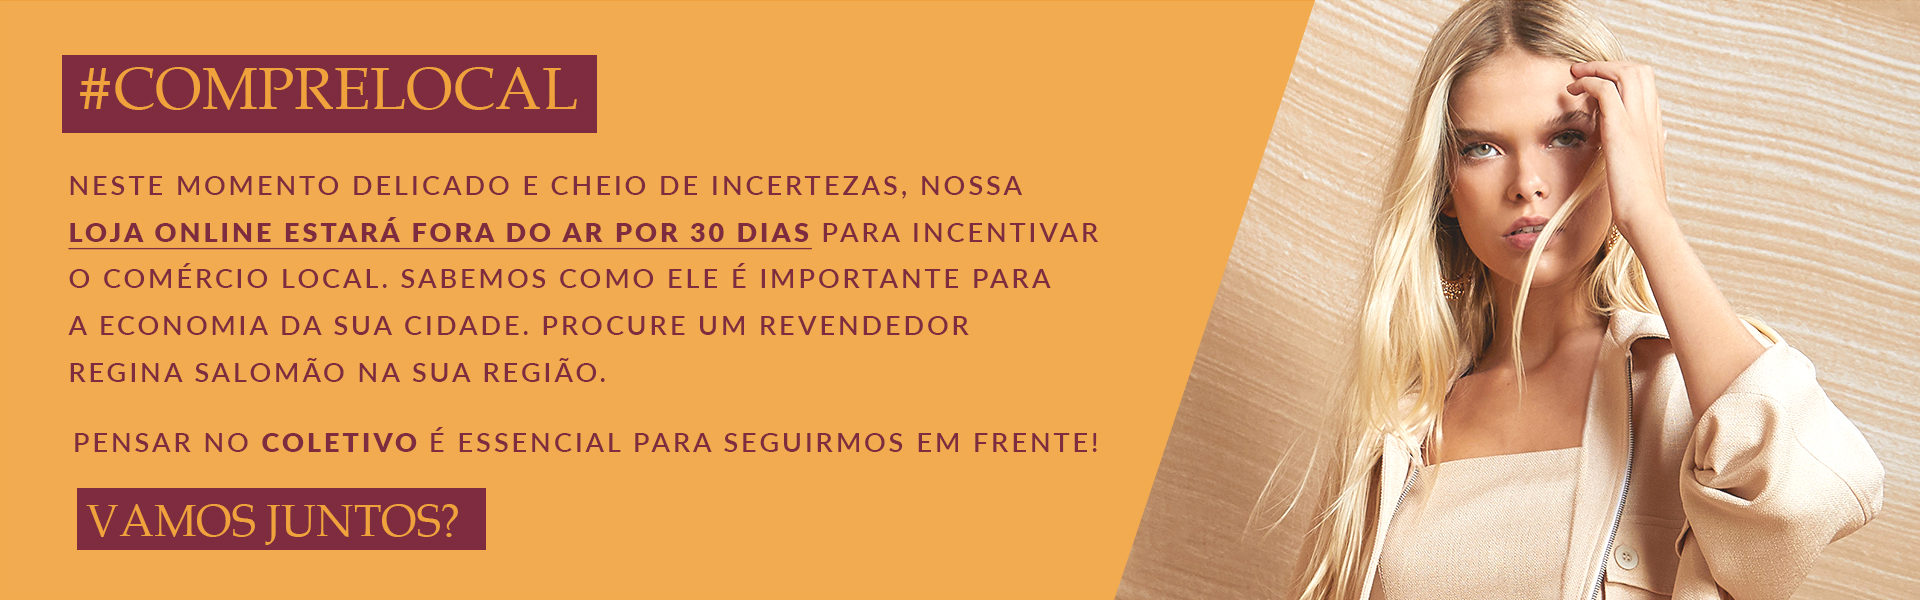 #COMPRELOCAL
NESTE MOMENTO DELICADO E CHEIO DE INCERTEZAS, NOSSA
LOJA ONLINE ESTARÁ FORA DO AR POR 30 DIAS PARA INCENTIVAR
O COMÉRCIO LOCAL. SABEMOS COMO ELE É IMPORTANTE PARA
A ECONOMIA DA SUA CIDADE. PROCURE UM REVENDEDOR
REGINA SALOMÃO NA SUA REGIÃO.
PENSAR NO COLETIVO É ESSENCIAL PARA SEGUIRMOS EM FRENTE!
VAMOS JUNTOS?